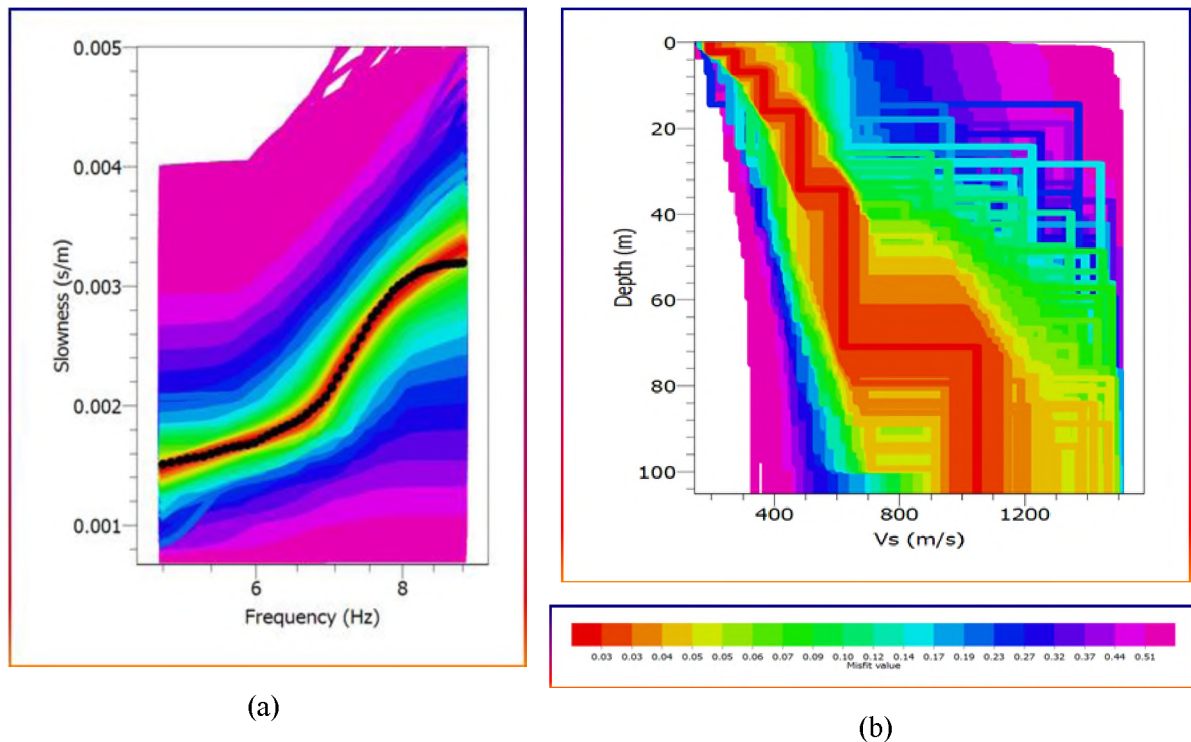 0.005
0.004
0.003
0.002
0.001
Slowness (s/m)
6 8
Frequency (Hz)
(a)
0
20
40
60
80
100
Depth (m)
400 800 1200
Vs (m/s)
0.03 0.03 0.04 0.05 0.06 0.07 0.09 0.10 0.12 0.14 0.17 0.19 0.23 0.27 0.32 0.37 0.44 0.51
Misfit value
(b)